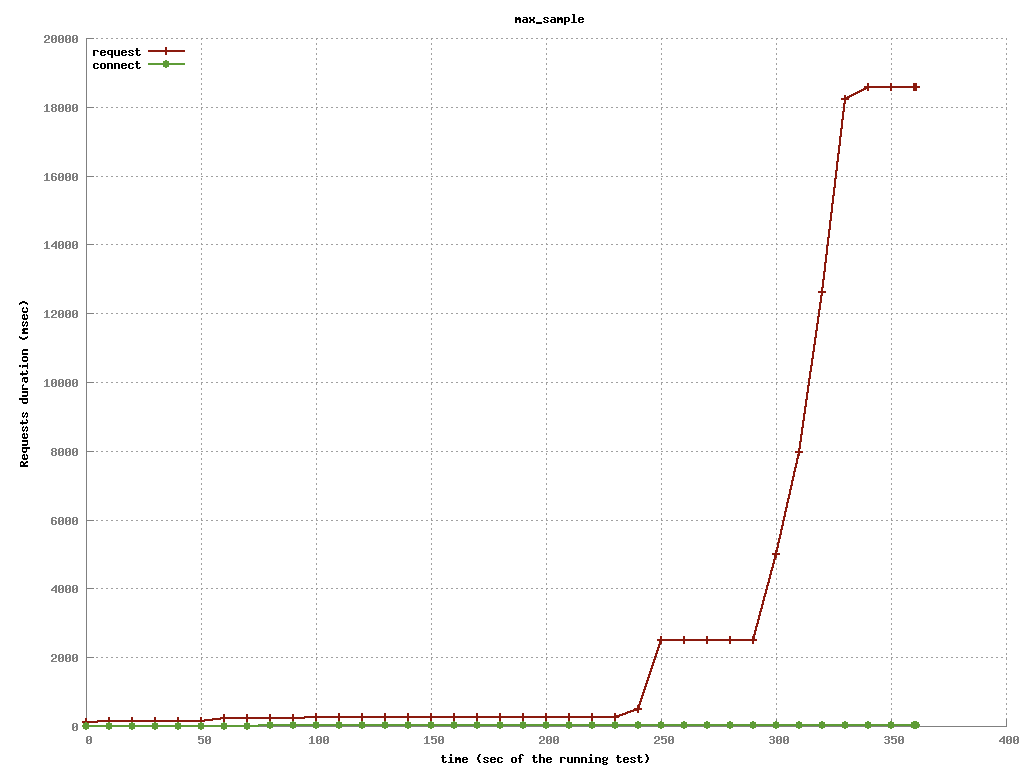 max_sample
20000
request
connect
18000
16000
14000
12000
10000
8000
6000
4000
2000
0
Requests duration (msec)
0 50 100 150 200 250 300 350 400
time (sec of the running test)